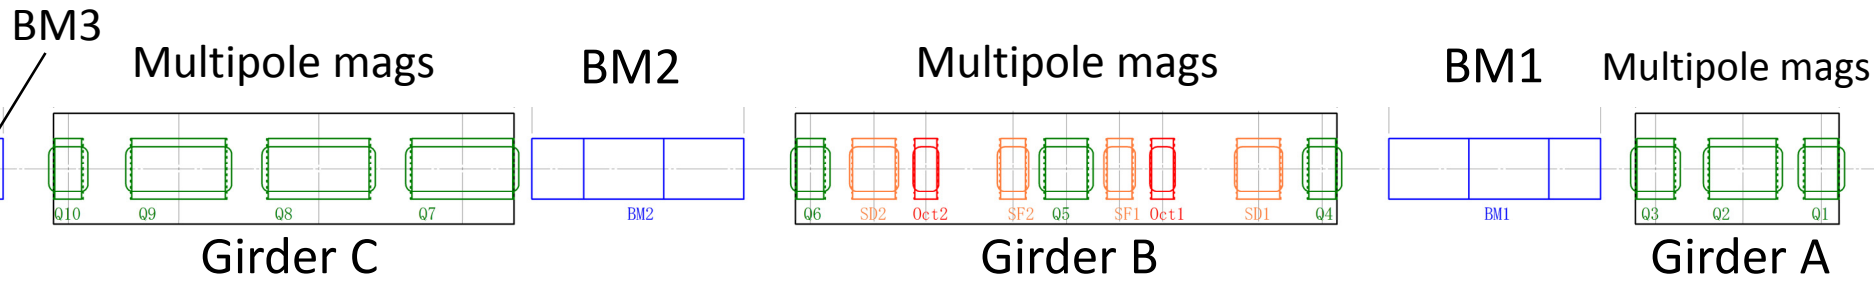 BM3
Multipole mags
BM2
Multipole mags
BM1
Multipole mags
Q10 Q9 Q8 Q7
BM2
Q6 SD2 Oct2 SF2 Q5 SF1 Oct1 SD1 Q4
BM1
Q3 Q2 Q1
Girder C
Girder B
Girder A